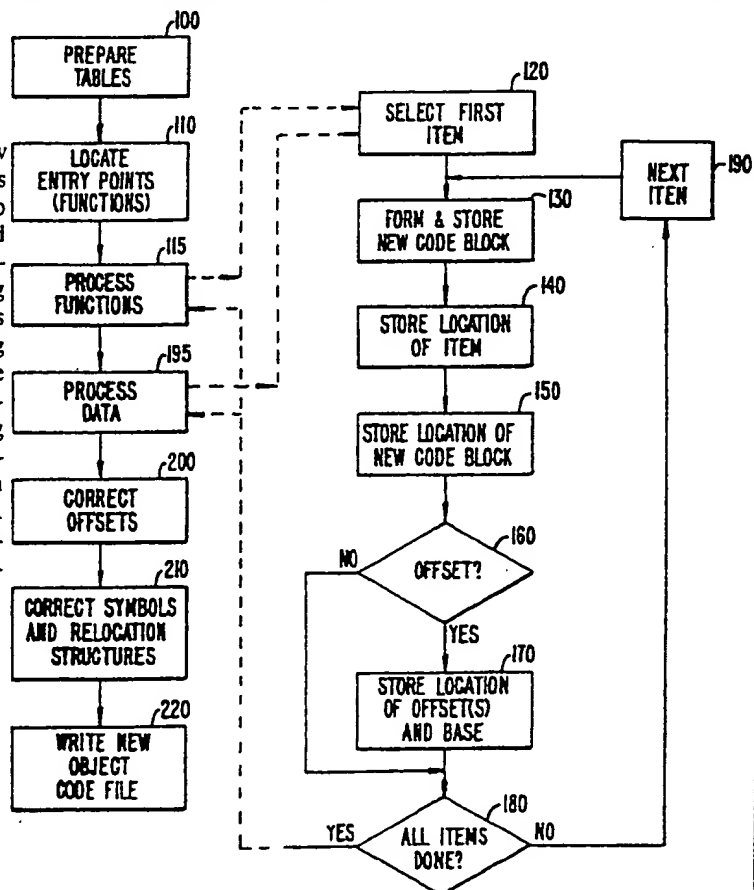 100
PREPARE
TABLES
110
LOCATE
ENTRY POINTS
(FUNCTIONS)
115
PROCESS
FUNCTIONS
195
PROCESS
DATA
200
CORRECT
OFFSETS
210
CORRECT SYMBOLS
AND RELOCATION
STRUCTURES
220
WRITE NEW
OBJECT
CODE FILE
120
SELECT FIRST
ITEM
190
NEXT
ITEM
130
FORM & STORE
NEW CODE BLOCK
140
STORE LOCATION
OF ITEM
150
STORE LOCATION OF
NEW CODE BLOCK
160
NO
OFFSET?
YES
170
STORE LOCATION
OF OFFSET(S)
AND BASE
180
YES
ALL ITEMS
DONE?
NO